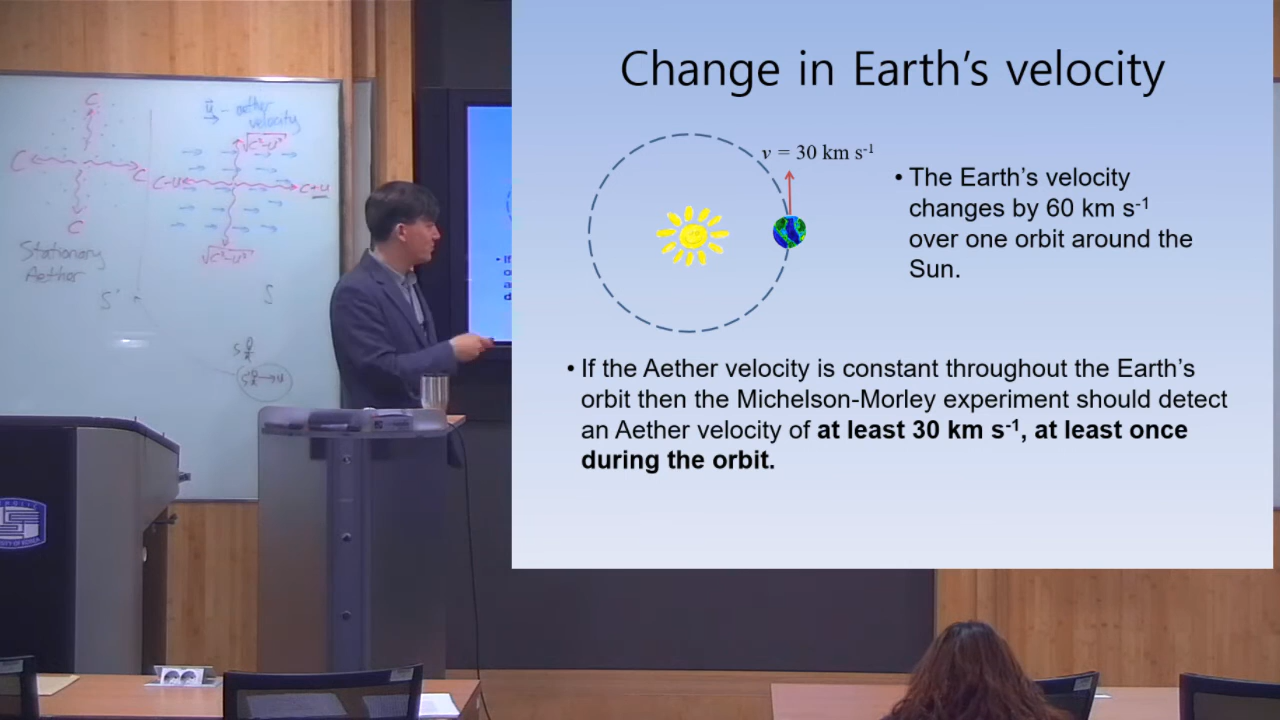 Change in Earth's velocity
v = 30 km s-1
• The Earth's velocity
changes by 60 km s-1
over one orbit around the
Sun.
• If the Aether velocity is constant throughout the Earth's
orbit then the Michelson-Morley experiment should detect
an Aether velocity of at least 30 km s-1, at least once
during the orbit.
C
C
C
C
Stationary
Aether
S'
u - aether
velocity
√c²-u²
C-u
C+u
√c²-u²
S
• If